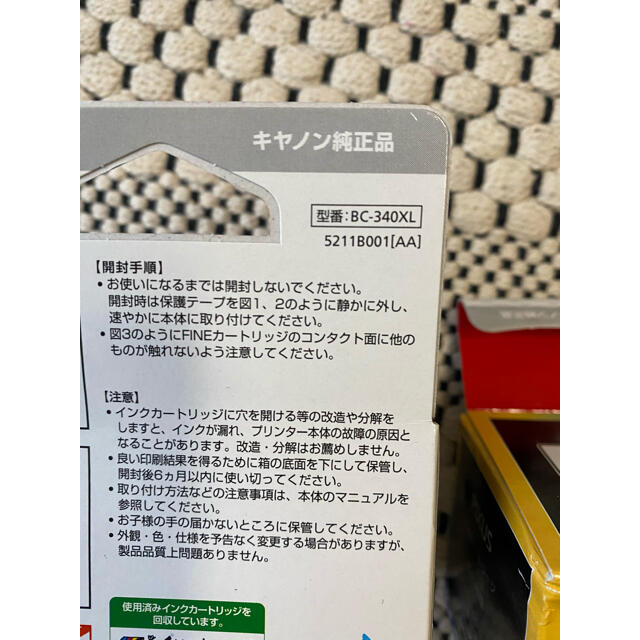 キヤノン純正品
型番:BC-340XL
5211B001[AA]
【開封手順】
・お使いになるまでは開封しないでください。
開封時は保護テープを図1、2のように静かに外し、
速やかに本体に取り付けてください。
・図3のようにFINEカートリッジのコンタクト面に他の
ものが触れないよう注意してください。
【注意】
・インクカートリッジに穴を開ける等の改造や分解を
しますと、インクが漏れ、プリンター本体の故障の原因と
なることがあります。改造・分解はお薦めしません。
・良い印刷結果を得るために箱の底面を下にして保管し、
開封後6ヵ月以内に使い切ってください。
・取り付け方法などの注意事項は、本体のマニュアルを
参照してください。
・お子様の手の届かないところに保管してください。
・外観・色・仕様を予告なく変更する場合がありますが、
製品品質上問題ありません。
使用済みインクカートリッジを
回収しています。